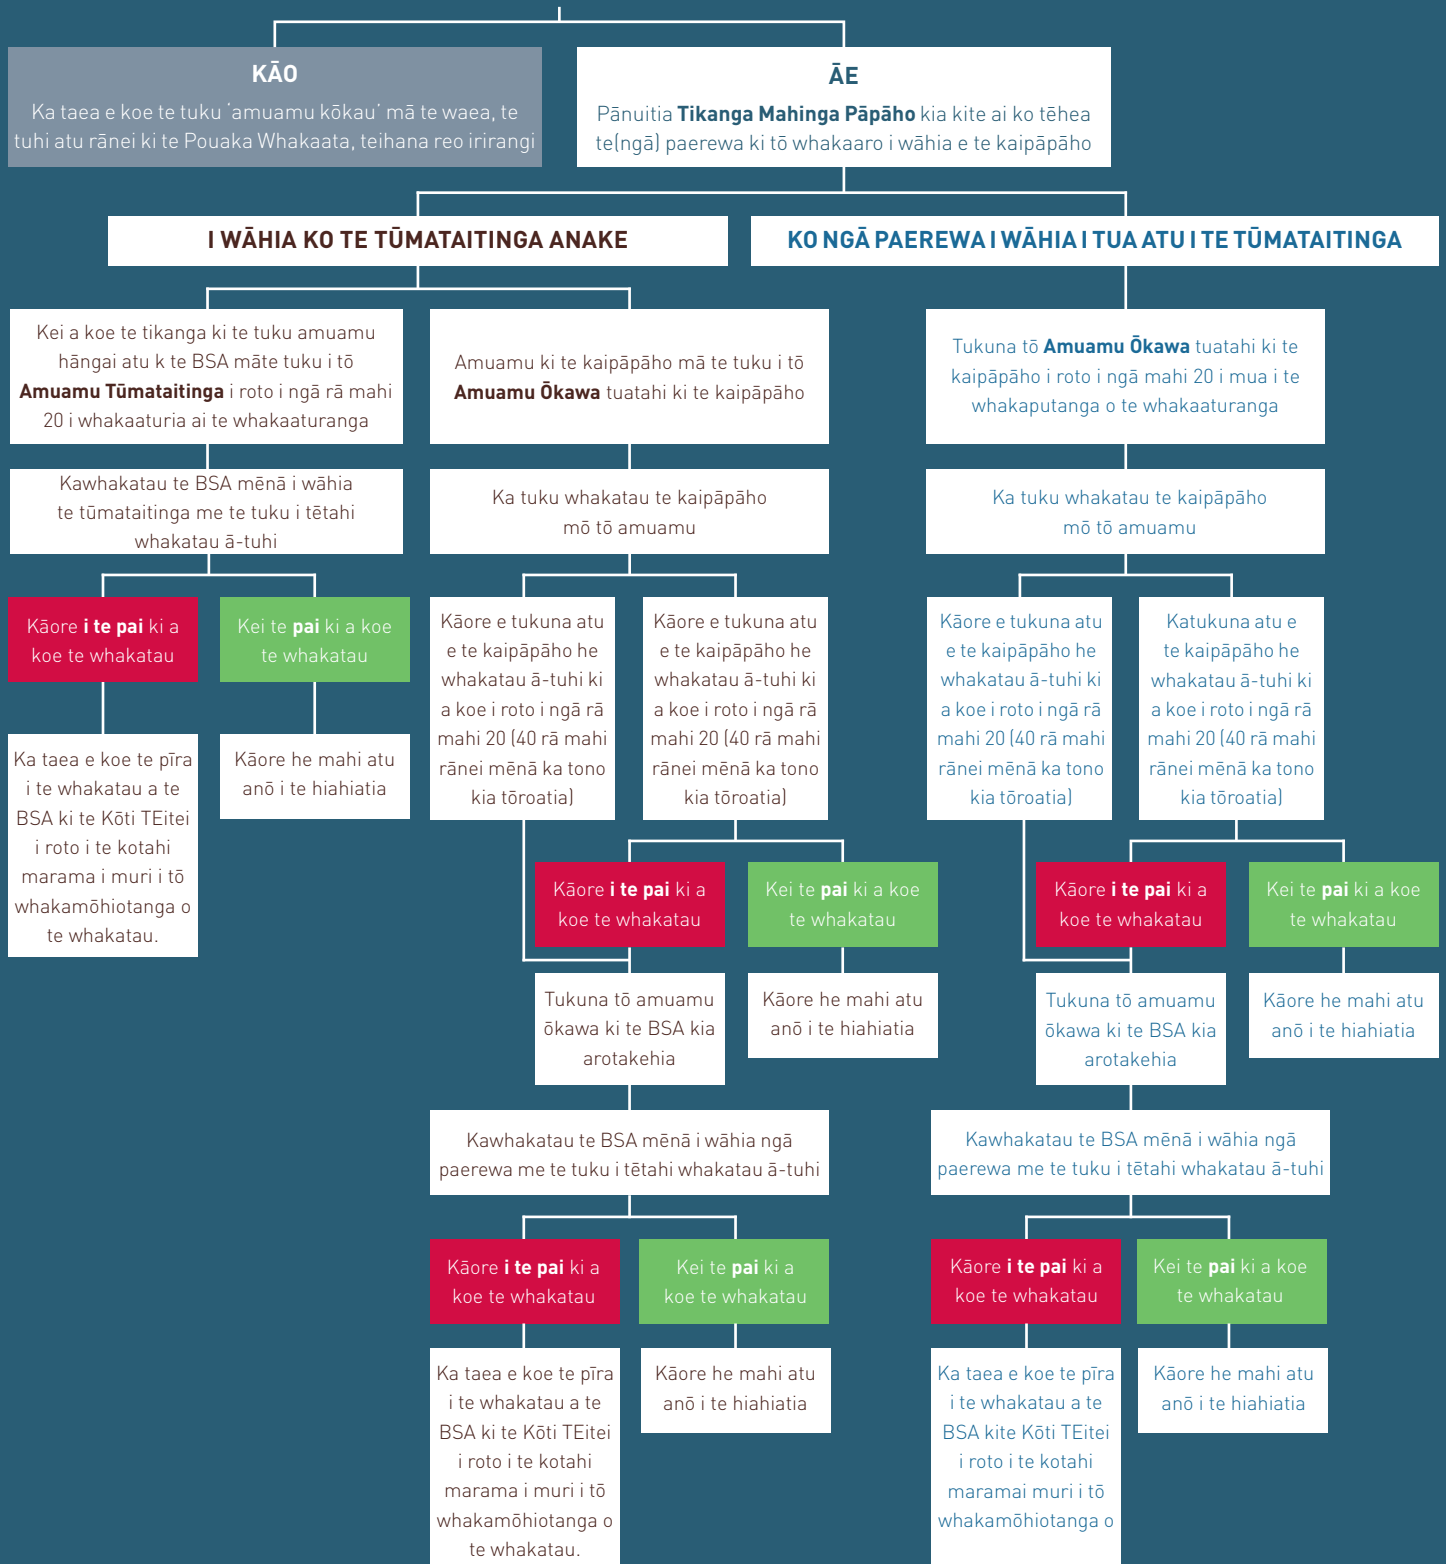 KĀO
Ka taea e koe te tuku ‘amuamu kōkau’ mā te waea, te
tuhi atu rānei ki te Pouaka Whakaata, teihana reo irirangi
ĀE
Pānuitia Tikanga Mahinga Pāpāho kia kite ai ko tēhea
te(ngā) paerewa ki tō whakaaro i wāhia e te kaipāpāho
I WĀHIA KO TE TŪMATAITINGA ANAKE
KO NGĀ PAEREWA I WĀHIA I TUA ATU I TE TŪMATAITINGA
Kei a koe te tikanga ki te tuku amuamu
hāngai atu k te BSA māte tuku i tō
Amuamu Tūmataitinga i roto i ngā rā mahi
20 i whakaaturia ai te whakaaturanga
Amuamu ki te kaipāpāho mā te tuku i tō
Amuamu Ōkawa tuatahi ki te kaipāpāho
Tukuna tō Amuamu Ōkawa tuatahi ki te
kaipāpāho i roto i ngā mahi 20 i mua i te
whakaputanga o te whakaaturanga
Kawhakatau te BSA mēnā i wāhia
te tūmataitinga me te tuku i tētahi
whakatau ā-tuhi
Ka tuku whakatau te kaipāpāho
mō tō amuamu
Ka tuku whakatau te kaipāpāho
mō tō amuamu
Kāore i te pai ki a
koe te whakatau
Kei te pai ki a koe
te whakatau
Kāore e tukuna atu
e te kaipāpāho he
whakatau ā-tuhi ki
a koe i roto i ngā rā
mahi 20 (40 rā mahi
rānei mēnā ka tono
kia tōroatia)
Kāore e tukuna atu
e te kaipāpāho he
whakatau ā-tuhi ki
a koe i roto i ngā rā
mahi 20 (40 rā mahi
rānei mēnā ka tono
kia tōroatia)
Kāore e tukuna atu
e te kaipāpāho he
whakatau ā-tuhi ki
a koe i roto i ngā rā
mahi 20 (40 rā mahi
rānei mēnā ka tono
kia tōroatia)
Katukuna atu e
te kaipāpāho he
whakatau ā-tuhi ki
a koe i roto i ngā rā
mahi 20 (40 rā mahi
rānei mēnā ka tono
kia tōroatia)
Ka taea e koe te pīra
i te whakatau a te
BSA ki te Kōti TEitei
i roto i te kotahi
marama i muri i tō
whakamōhiotanga o
te whakatau.
Kāore he mahi atu
anō i te hiahiatia
Kāore i te pai ki a
koe te whakatau
Kei te pai ki a koe
te whakatau
Kāore i te pai ki a
koe te whakatau
Kei te pai ki a koe
te whakatau
Tukuna tō amuamu
ōkawa ki te BSA kia
arotakehia
Kāore he mahi atu
anō i te hiahiatia
Tukuna tō amuamu
ōkawa ki te BSA kia
arotakehia
Kāore he mahi atu
anō i te hiahiatia
Kawhakatau te BSA mēnā i wāhia ngā
paerewa me te tuku i tētahi whakatau ā-tuhi
Kawhakatau te BSA mēnā i wāhia ngā
paerewa me te tuku i tētahi whakatau ā-tuhi
Kāore i te pai ki a
koe te whakatau
Kei te pai ki a
koe te whakatau
Kāore i te pai ki a
koe te whakatau
Kei te pai ki a koe
te whakatau
Ka taea e koe te pīra
i te whakatau a te
BSA ki te Kōti TEitei
i roto i te kotahi
marama i muri i tō
whakamōhiotanga o
te whakatau.
Kāore he mahi atu
anō i te hiahiatia
Ka taea e koe te pīra
i te whakatau a te
BSA kite Kōti TEitei
i roto i te kotahi
maramai muri i tō
whakamōhiotanga o
Kāore he mahi atu
anō i te hiahiatia